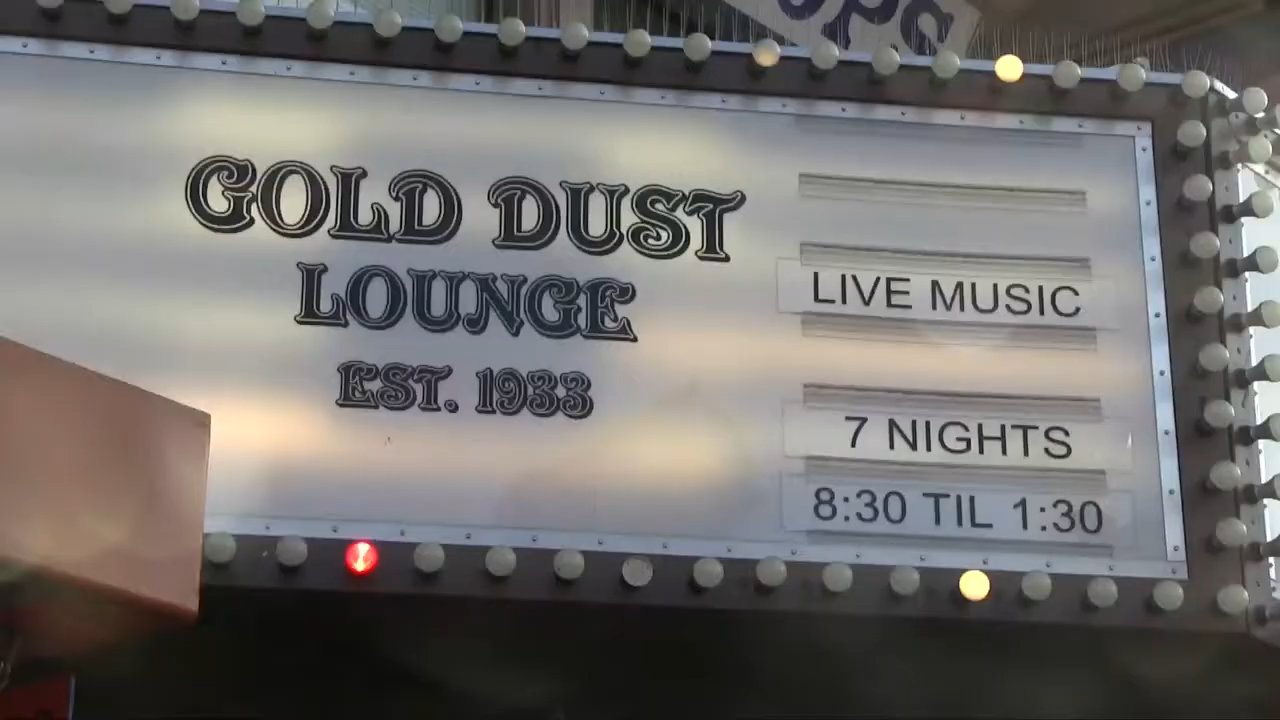 GOLD DUST
LOUNGE
EST. 1933
LIVE MUSIC
7 NIGHTS
8:30 TIL 1:30